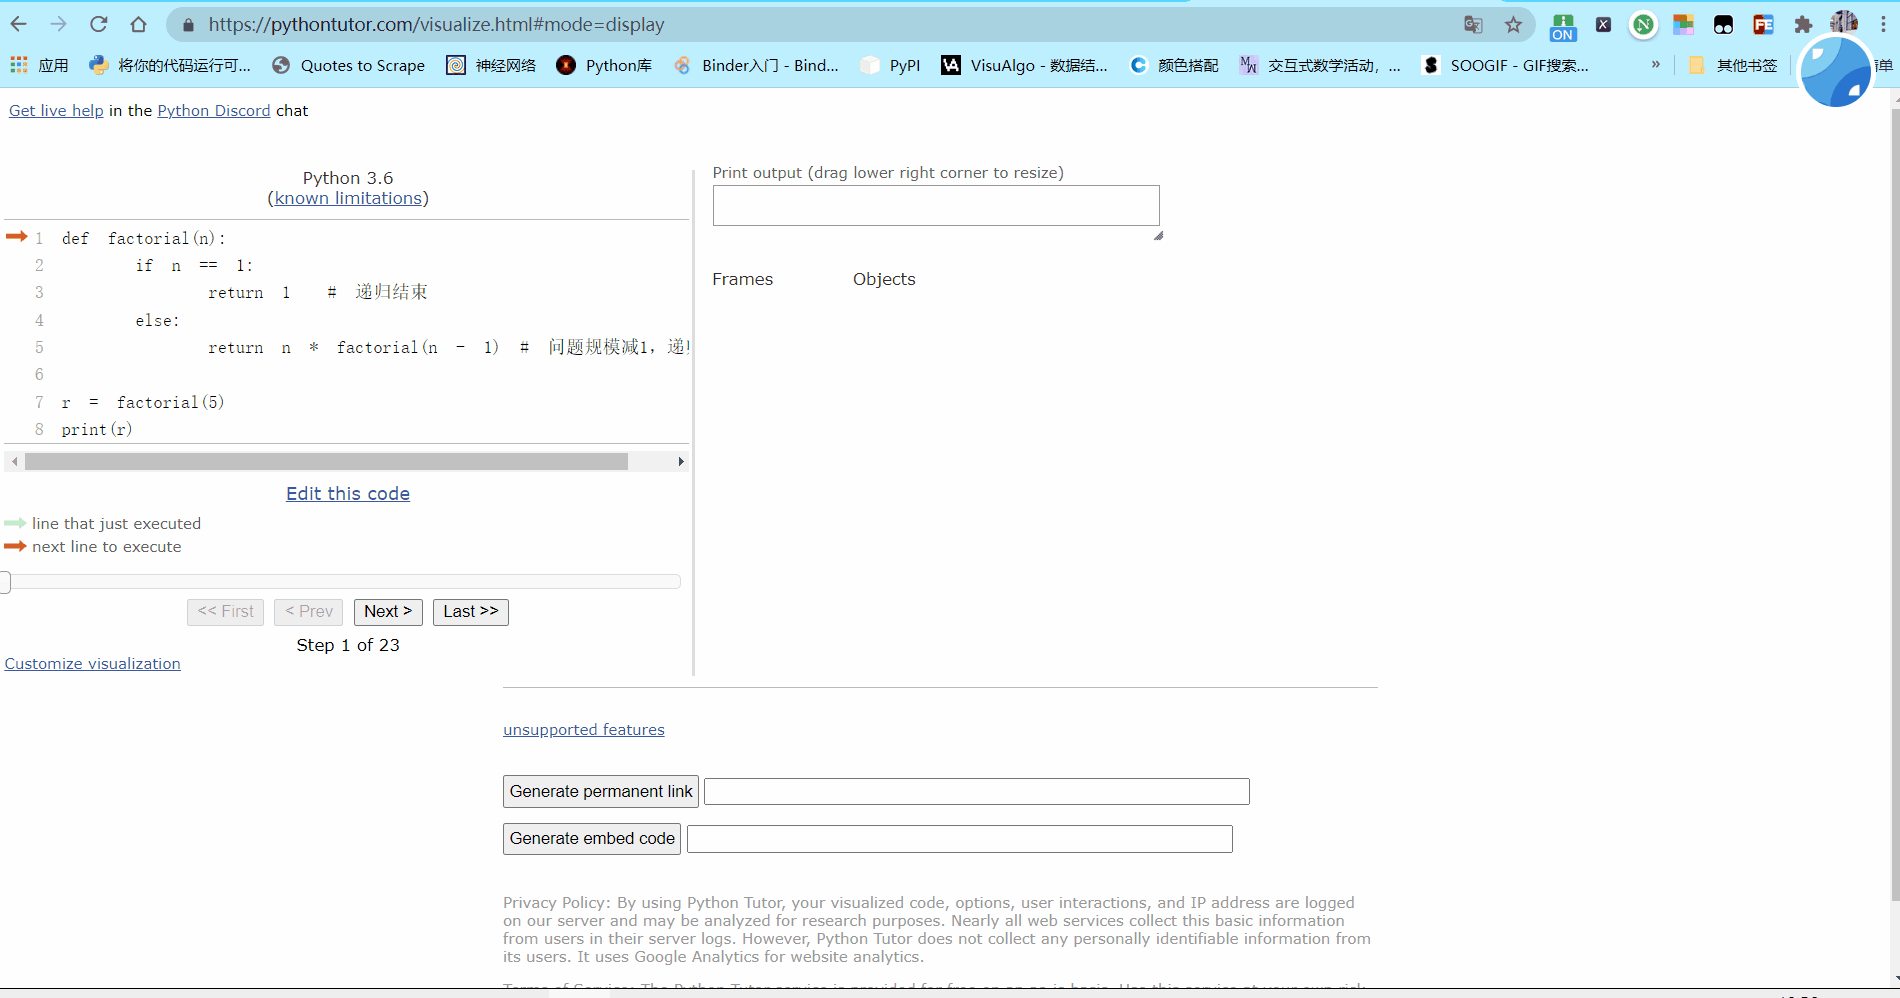 https://pythontutor.com/visualize.html#mode=display
ON
应用 将你的代码运行可... Quotes to Scrape 神经网络 Python库 Binder入门 - Bind... PyPI VisuAlgo - 数据结... 颜色搭配 交互式数学活动，... SOOGIF - GIF搜索... » 其他书签 单
Get live help in the Python Discord chat
Python 3.6
(known limitations)
1 def factorial(n):
2 if n == 1:
3 return 1 # 递归结束
4 else:
5 return n * factorial(n - 1) # 问题规模减1，递
6
7 r = factorial(5)
8 print(r)
Edit this code
line that just executed
next line to execute
<< First < Prev Next > Last >>
Step 1 of 23
Customize visualization
Print output (drag lower right corner to resize)
Frames Objects
unsupported features
Generate permanent link
Generate embed code
Privacy Policy: By using Python Tutor, your visualized code, options, user interactions, and IP address are logged
on our server and may be analyzed for research purposes. Nearly all web services collect this basic information
from users in their server logs. However, Python Tutor does not collect any personally identifiable information from
its users. It uses Google Analytics for website analytics.